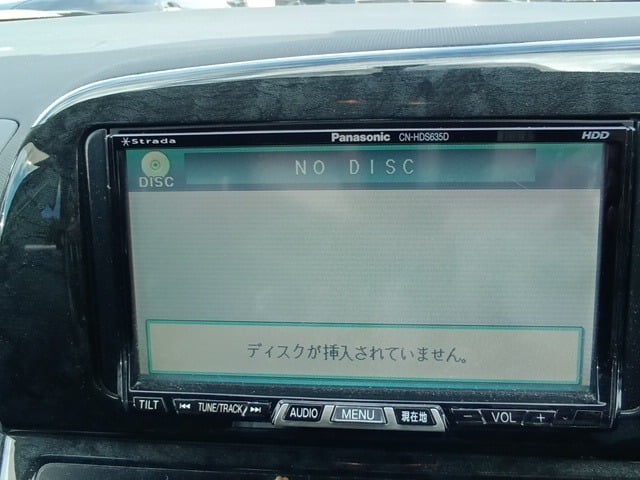 Strada Panasonic CN-HDS635D HDD
DISC NO DISC
ディスクが挿入されていません。
TILT TUNE/TRACK AUDIO MENU 現在地 − VOL +